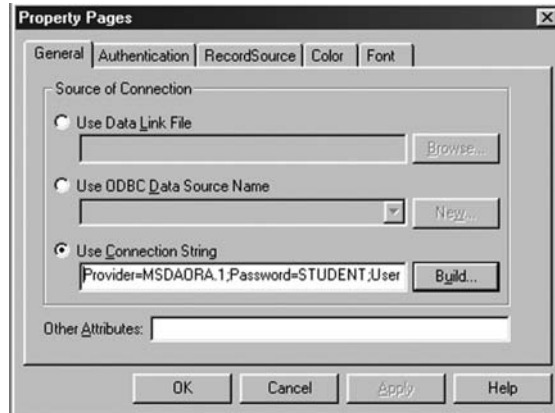 Property Pages
General Authentication RecordSource Color Font
Source of Connection
Use Data Link File
Browse...
Use ODBC Data Source Name
New...
Use Connection String
Provider=MSDAORA.1;Password=STUDENT;User
Build...
Other Attributes:
OK Cancel Apply Help